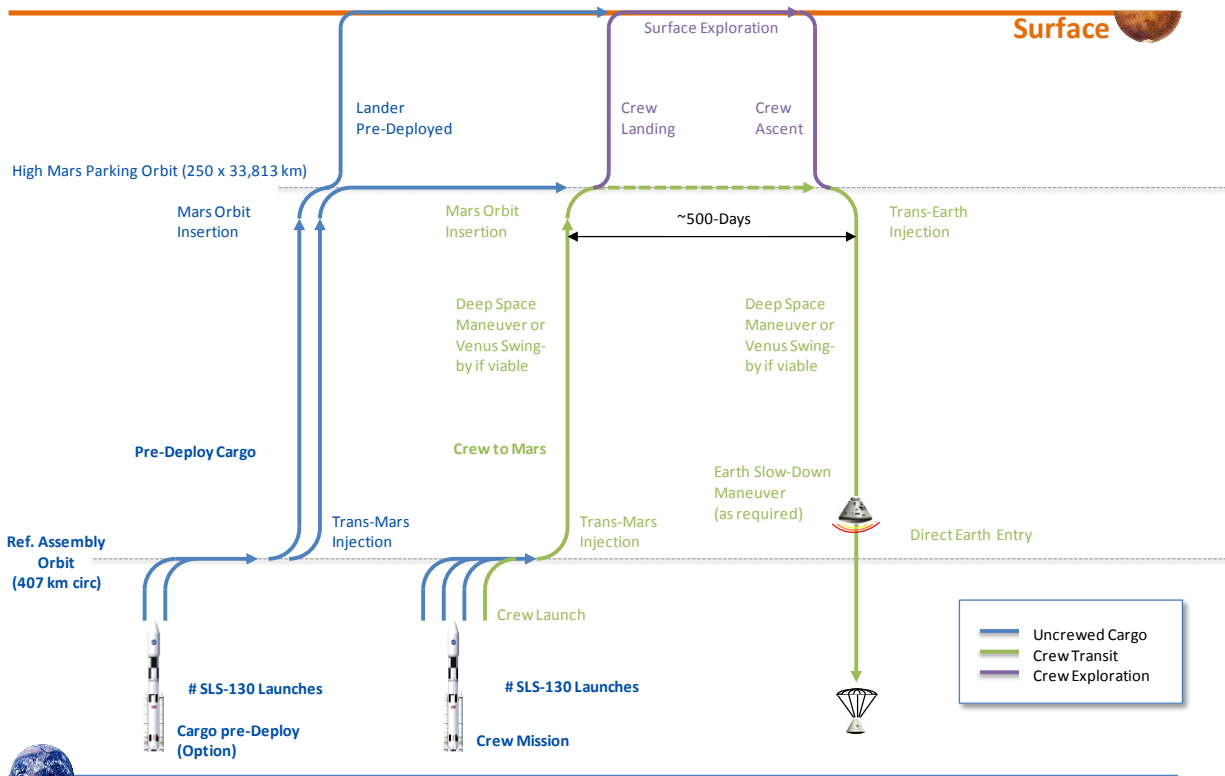 Surface
Surface Exploration
Lander
Pre-Deployed
Crew
Landing
Crew
Ascent
High Mars Parking Orbit (250 x 33,813 km)
Mars Orbit
Insertion
Mars Orbit
Insertion
~500-Days
Trans-Earth
Injection
Deep Space
Maneuver or
Venus Swing-
by if viable
Deep Space
Maneuver or
Venus Swing-
by if viable
Pre-Deploy Cargo
Crew to Mars
Earth Slow-Down
Maneuver
(as required)
Trans-Mars
Injection
Trans-Mars
Injection
Direct Earth Entry
Ref. Assembly
Orbit
(407 km circ)
Crew Launch
# SLS-130 Launches
Cargo pre-Deploy
(Option)
# SLS-130 Launches
Crew Mission
Uncrewed Cargo
Crew Transit
Crew Exploration